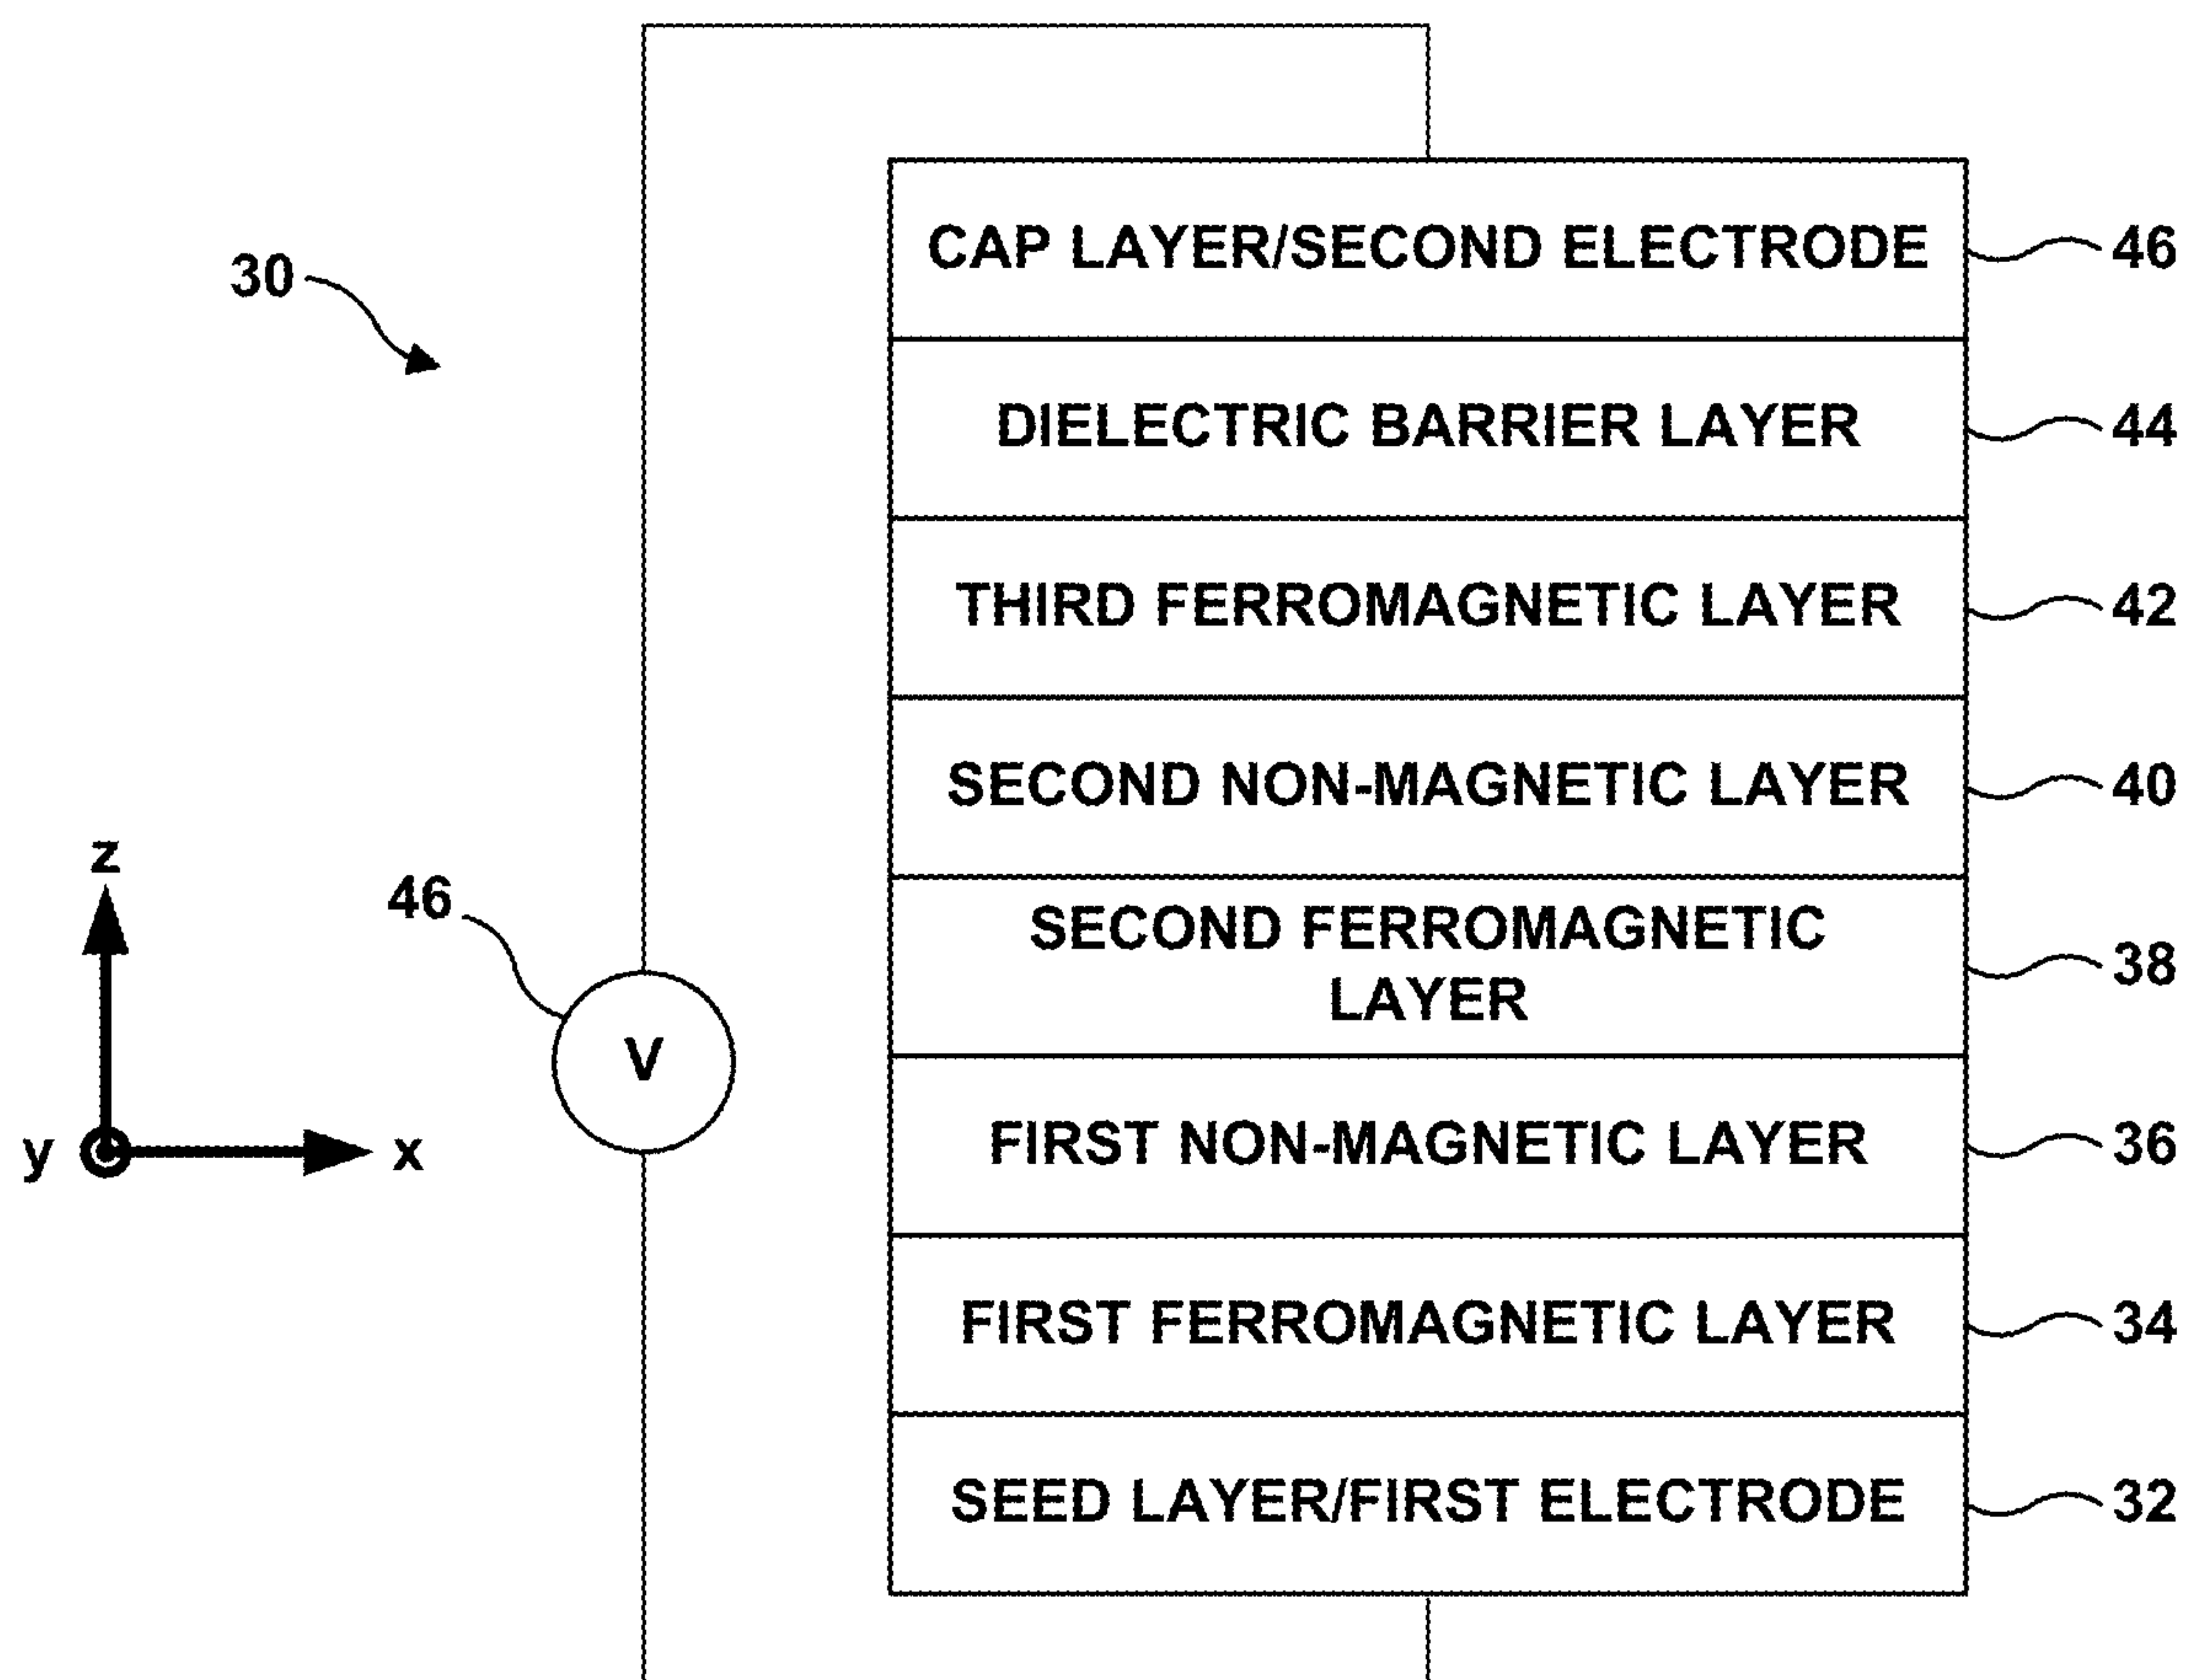 30
CAP LAYER/SECOND ELECTRODE 46
DIELECTRIC BARRIER LAYER 44
THIRD FERROMAGNETIC LAYER 42
SECOND NON-MAGNETIC LAYER 40
SECOND FERROMAGNETIC
LAYER
38
FIRST NON-MAGNETIC LAYER 36
FIRST FERROMAGNETIC LAYER 34
SEED LAYER/FIRST ELECTRODE 32
46
V
z
y
x